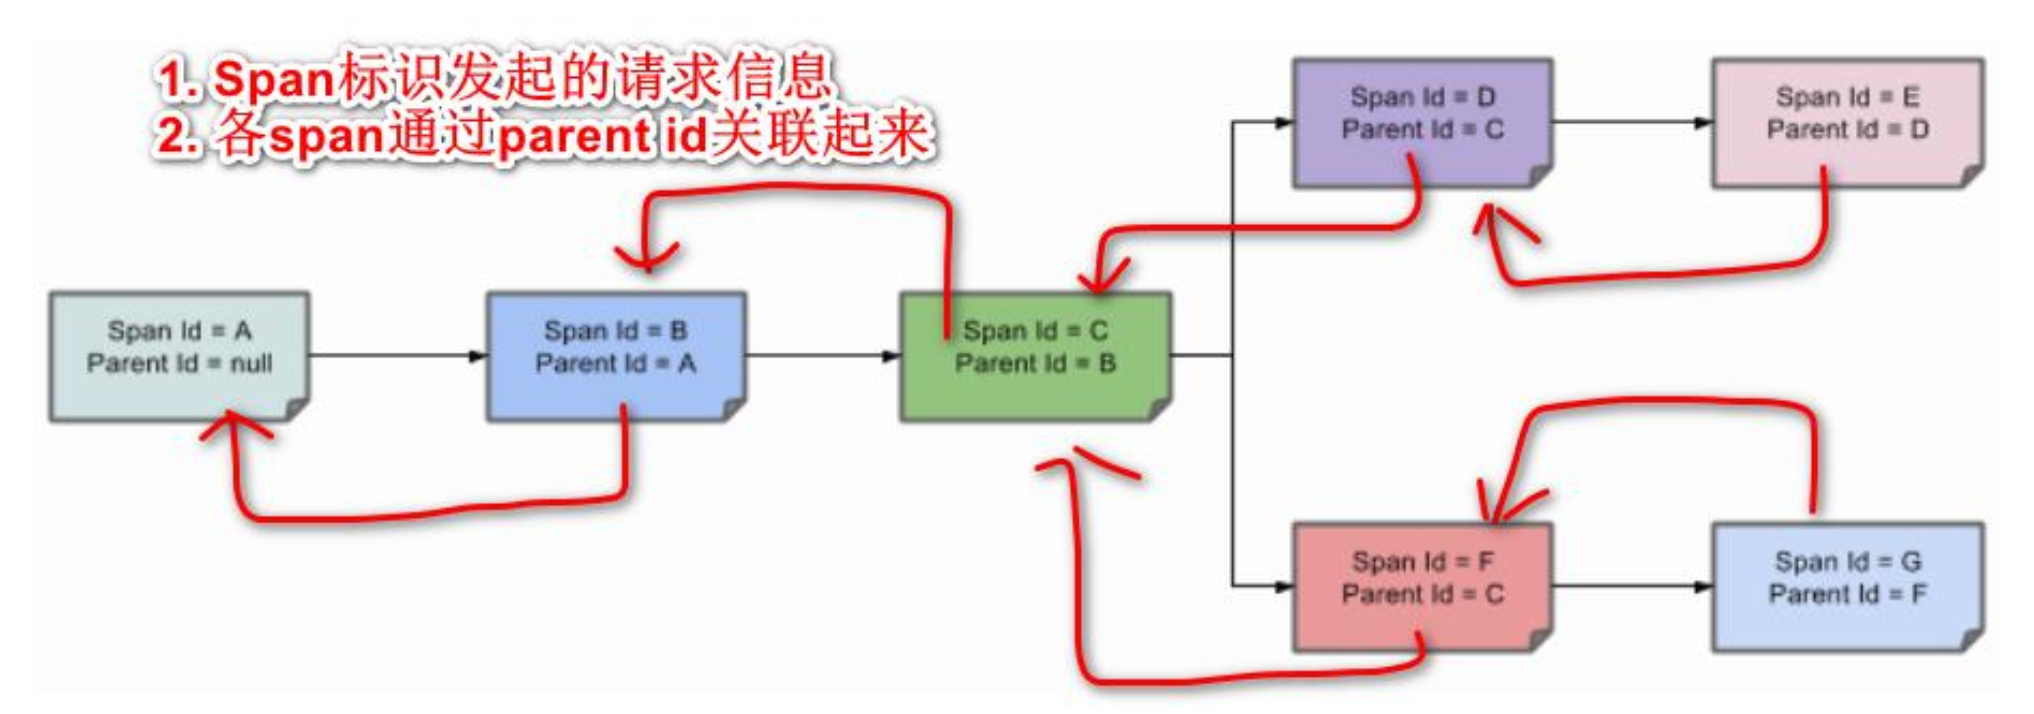 1. Span标识发起的请求信息
2. 各span通过parent id关联起来
Span Id = A
Parent Id = null
Span Id = B
Parent Id = A
Span Id = C
Parent Id = B
Span Id = D
Parent Id = C
Span Id = E
Parent Id = D
Span Id = F
Parent Id = C
Span Id = G
Parent Id = F